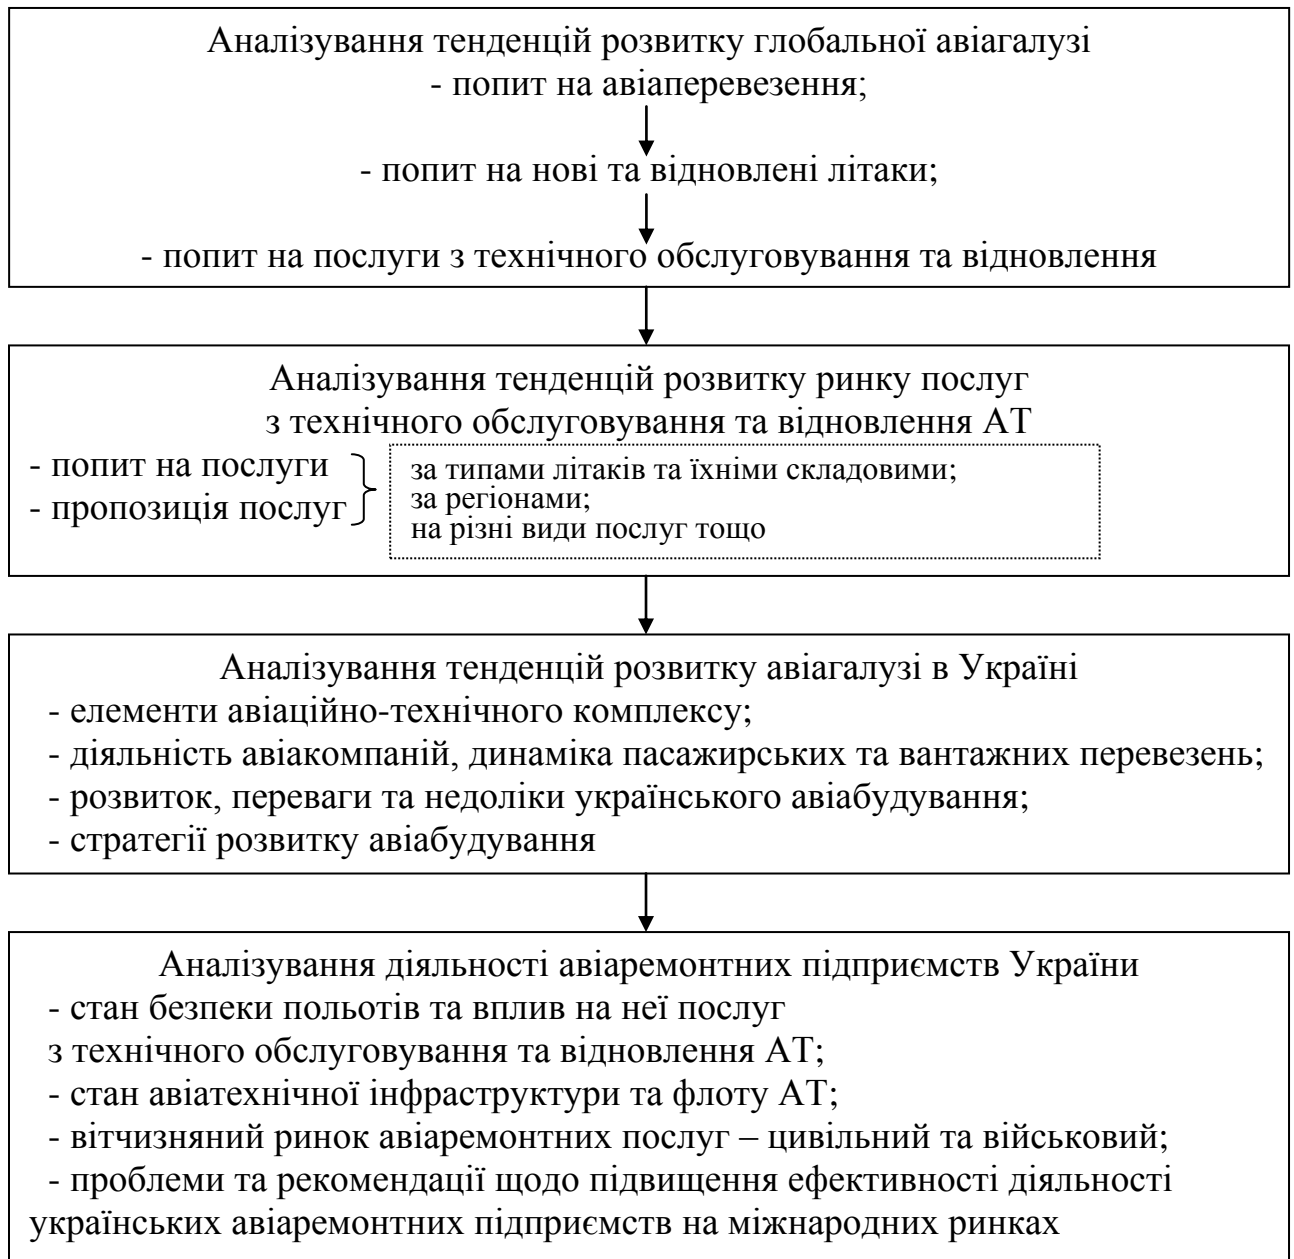 Аналізування тенденцій розвитку глобальної авіагалузі
- попит на авіаперевезення;
- попит на нові та відновлені літаки;
- попит на послуги з технічного обслуговування та відновлення
Аналізування тенденцій розвитку ринку послуг
з технічного обслуговування та відновлення АТ
- попит на послуги
- пропозиція послуг
за типами літаків та їхніми складовими;
за регіонами;
на різні види послуг тощо
Аналізування тенденцій розвитку авіагалузі в Україні
- елементи авіаційно-технічного комплексу;
- діяльність авіакомпаній, динаміка пасажирських та вантажних перевезень;
- розвиток, переваги та недоліки українського авіабудування;
- стратегії розвитку авіабудування
Аналізування діяльності авіаремонтних підприємств України
- стан безпеки польотів та вплив на неї послуг
з технічного обслуговування та відновлення АТ;
- стан авіатехнічної інфраструктури та флоту АТ;
- вітчизняний ринок авіаремонтних послуг – цивільний та військовий;
- проблеми та рекомендації щодо підвищення ефективності діяльності
українських авіаремонтних підприємств на міжнародних ринках